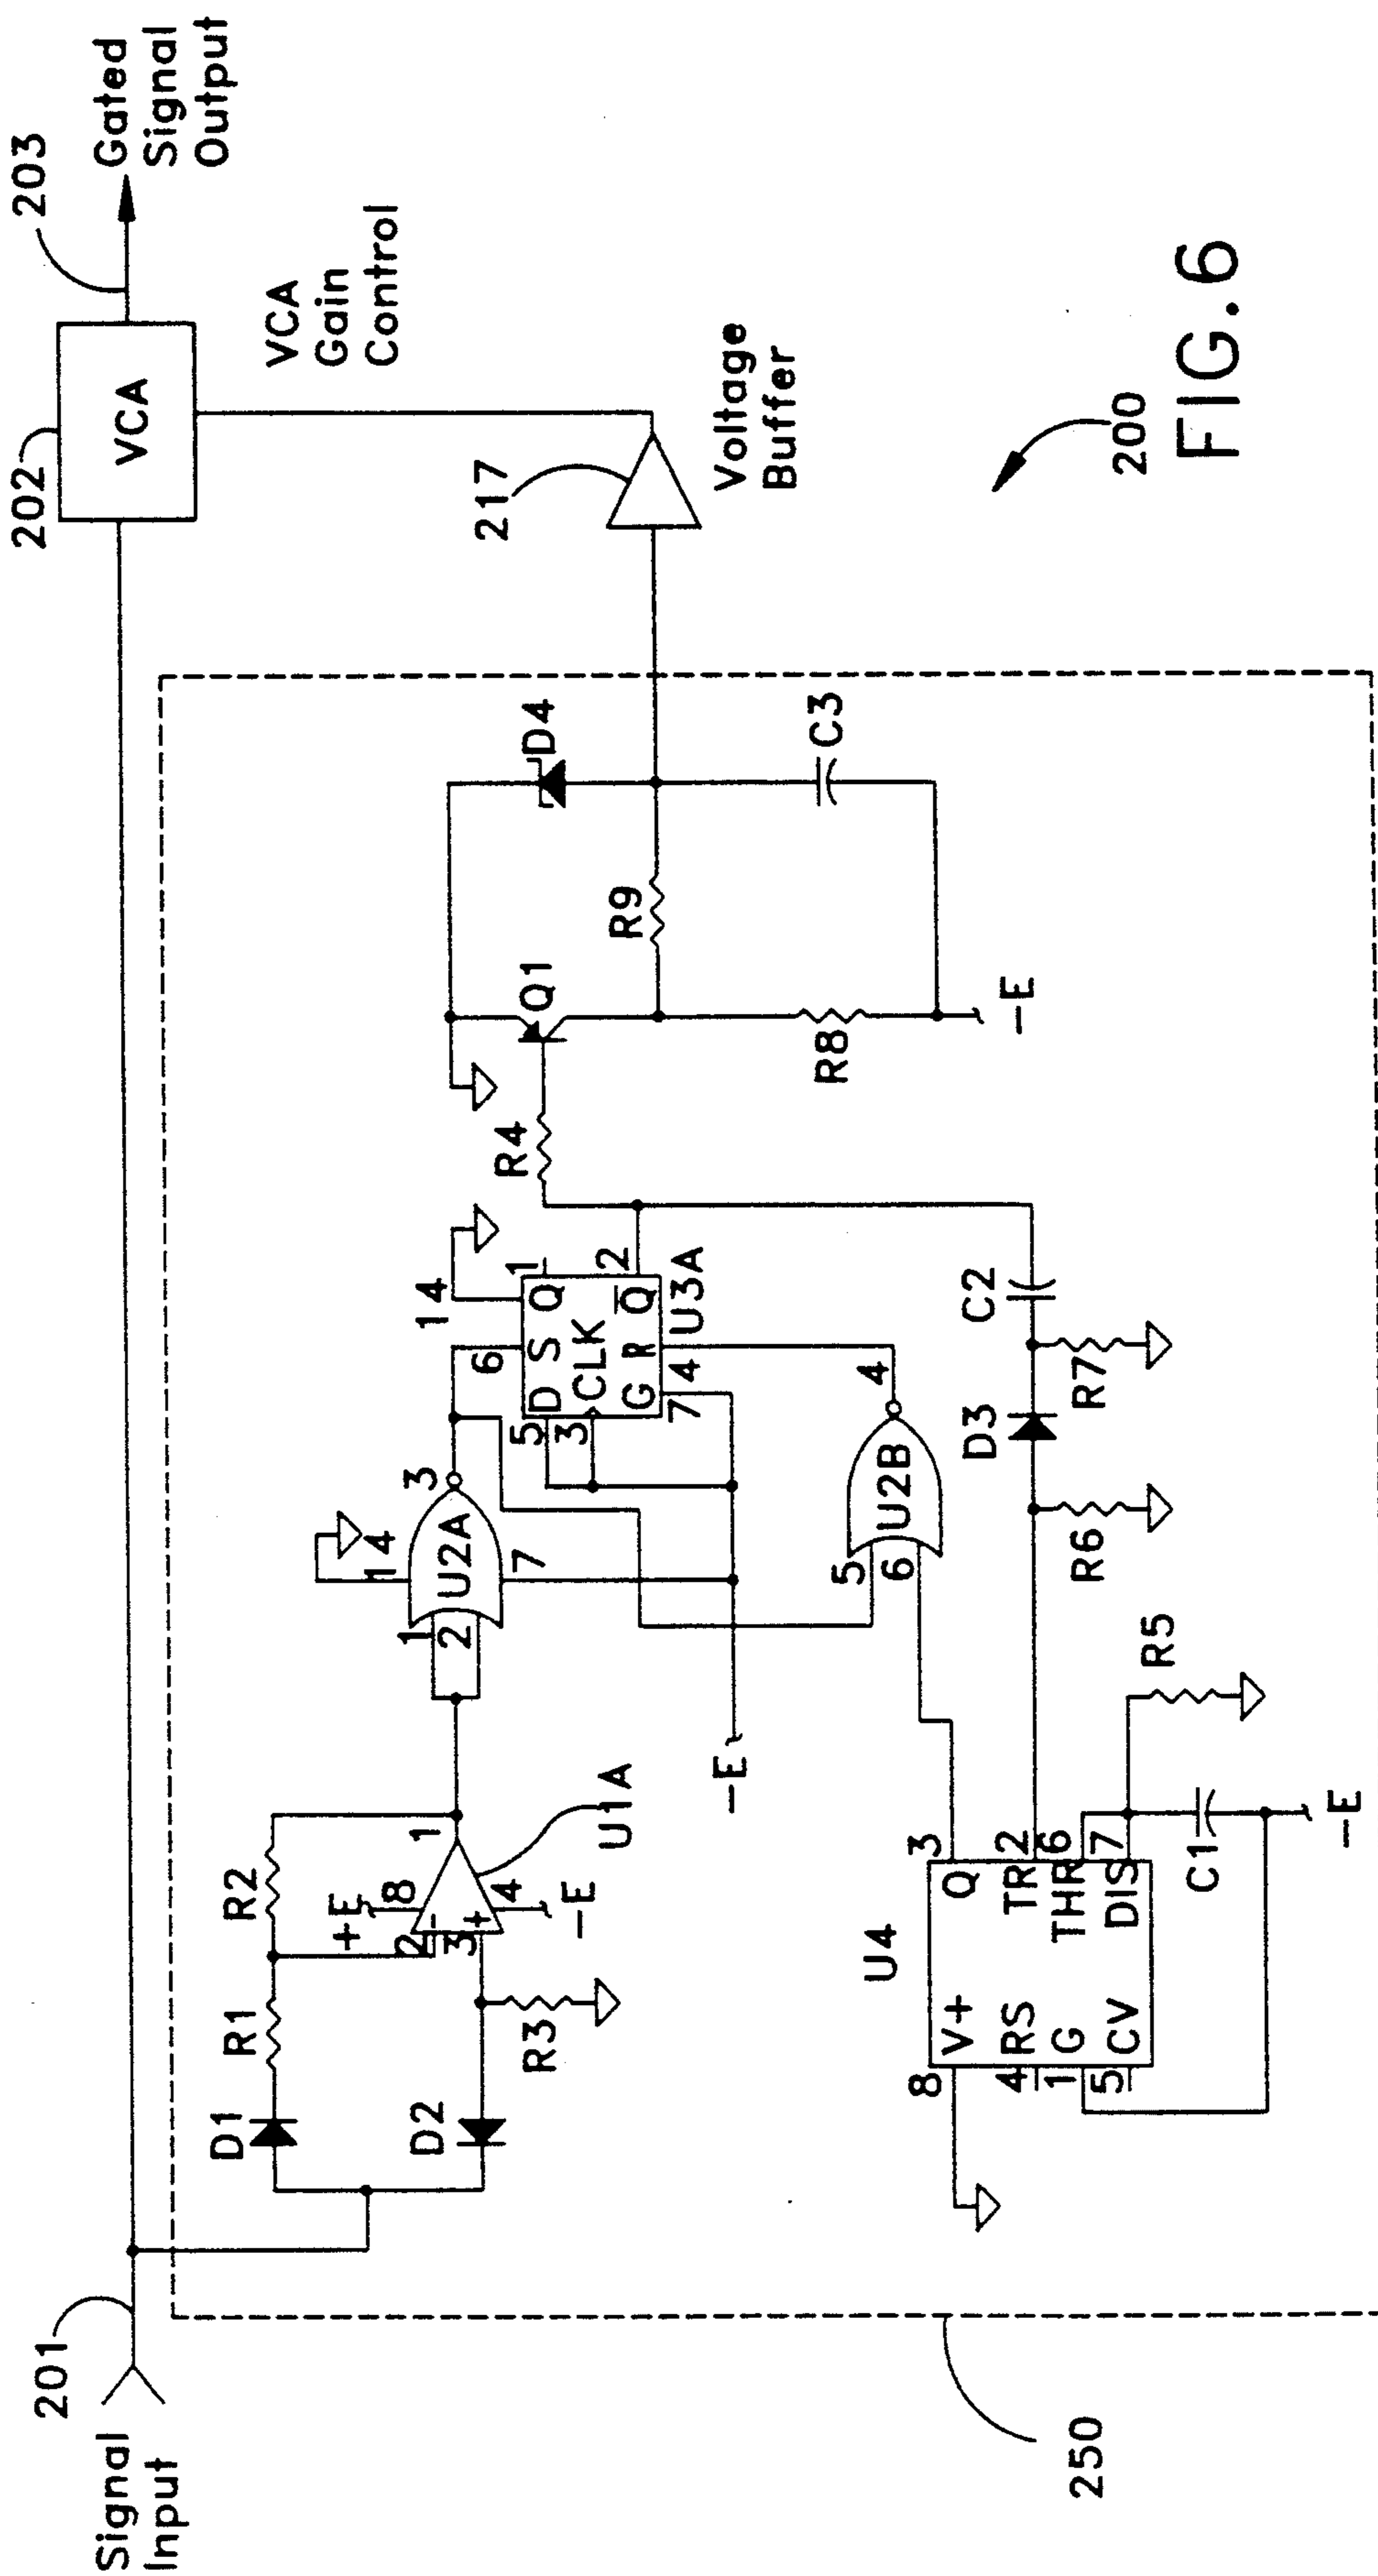 201
Signal
Input
202
VCA
203
Gated
Signal
Output
VCA
Gain
Control
217
Voltage
Buffer
D1
R1
R2
+E
8
2
-
3
+
1
4
-E
U1A
D2
R3
1
2
14
U2A
3
7
-E
14
6
5
D
S
Q
1
3
CLK
G
R
Q̅
2
7
4
U3A
R4
Q1
D4
R9
R8
C3
-E
5
6
U2B
4
U4
8
V+
Q
3
4
RS
TR
2
1
G
THR
6
5
CV
DIS
7
C1
-E
R5
R6
D3
R7
C2
250
200
FIG.6